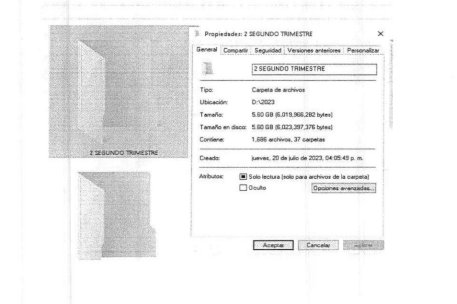 Propiedades: 2 SEGUNDO TRIMESTRE
General Compartir Seguridad Versiones anteriores Personalizar
2 SEGUNDO TRIMESTRE
Tipo: Carpeta de archivos
Ubicación: D:\2023
Tamaño: 5.60 GB (6,019,966,282 bytes)
Tamaño en disco: 5.60 GB (6,023,397,376 bytes)
Contiene: 1,686 archivos, 37 carpetas
Creado: jueves, 20 de julio de 2023, 04:05:49 p. m.
Atributos: Solo lectura (solo para archivos de la carpeta)
Oculto Opciones avanzadas...
Aceptar Cancelar Aplicar
2 SEGUNDO TRIMESTRE